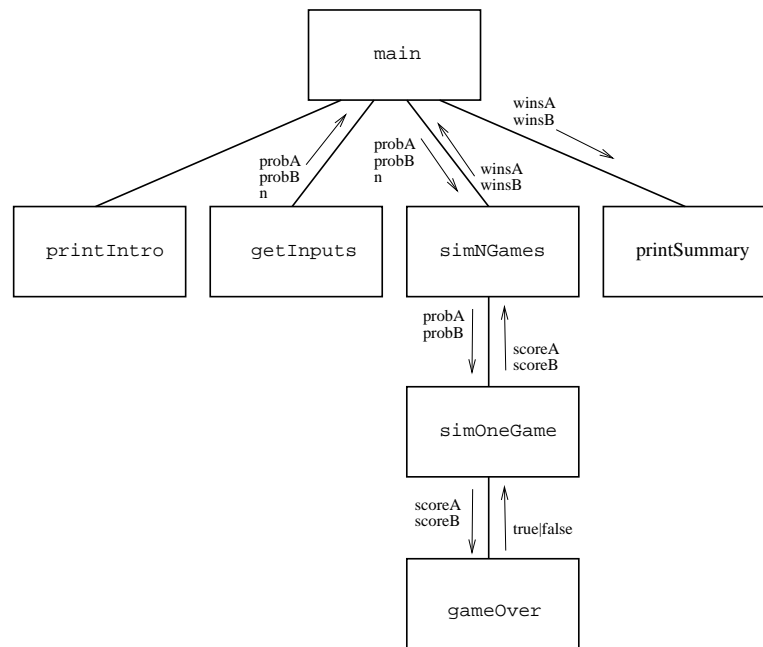 main
winsA
winsB
probA
probB
n
probA
probB
n
winsA
winsB
printIntro
getInputs
simNGames
printSummary
probA
probB
scoreA
scoreB
simOneGame
scoreA
scoreB
true|false
gameOver